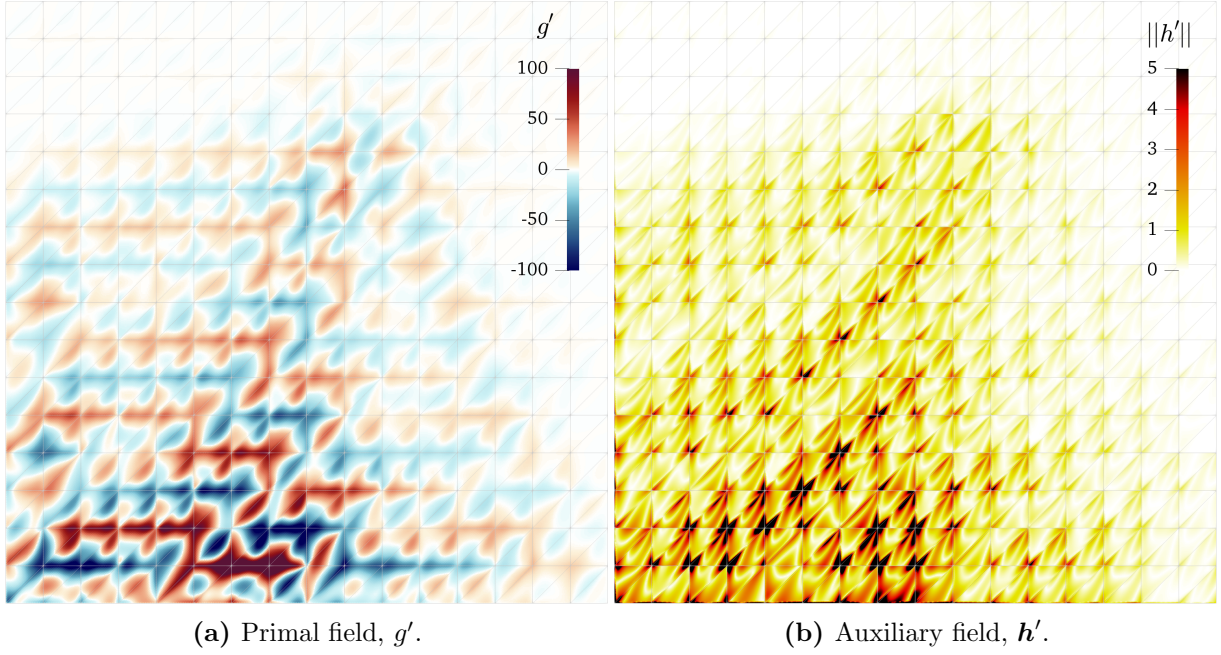 g′
100
50
0
-50
-100
||h′||
5
4
3
2
1
0
(a) Primal field, g′.
(b) Auxiliary field, h′.